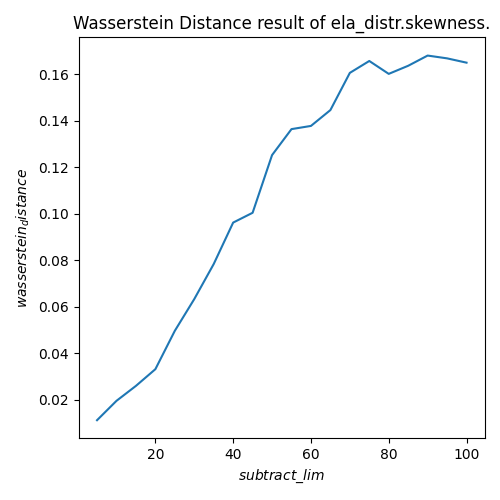 Wasserstein Distance result of ela_distr.skewness.
0.16
0.14
0.12
0.10
0.08
0.06
0.04
0.02
wasserstein_distance
20 40 60 80 100
subtract_lim